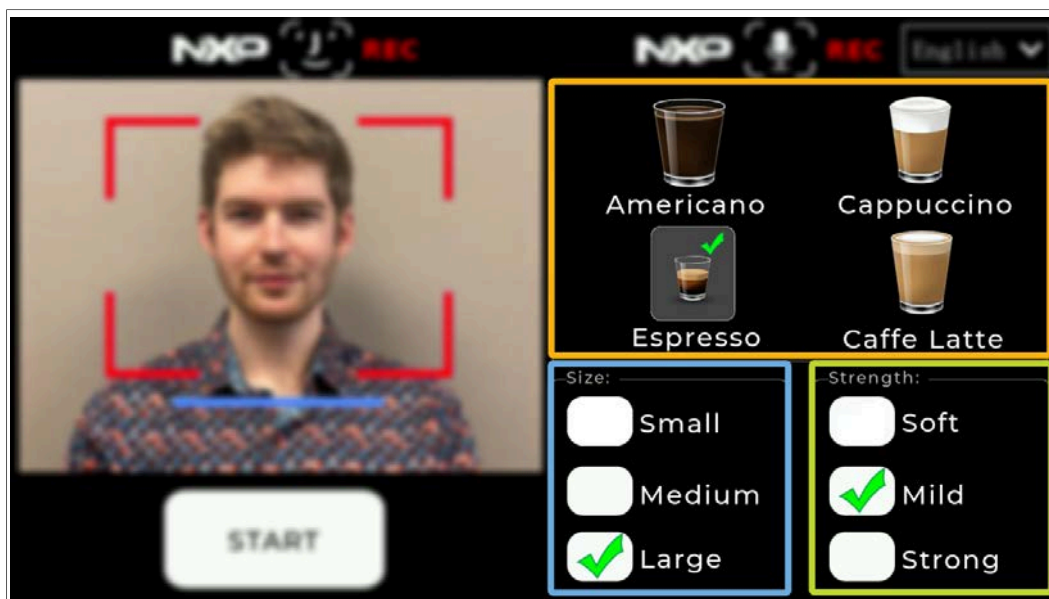 NXP REC
NXP REC English
Americano Cappuccino
Espresso Caffe Latte
Size: Strength:
Small Soft
Medium Mild
Large Strong
START